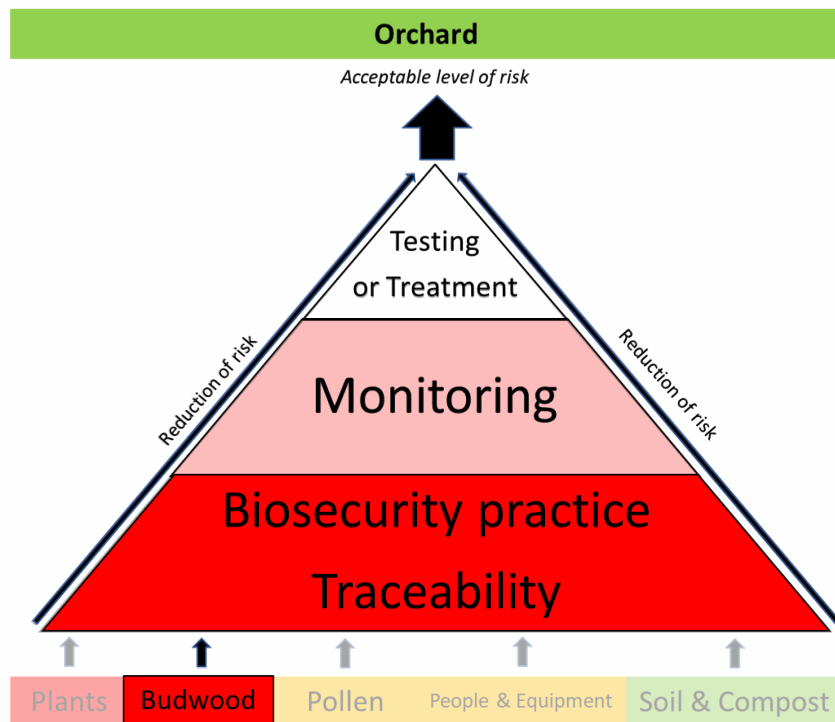 Orchard
Acceptable level of risk
Testing
or Treatment
Reduction of risk
Reduction of risk
Monitoring
Biosecurity practice
Traceability
Plants
Budwood
Pollen
People & Equipment
Soil & Compost